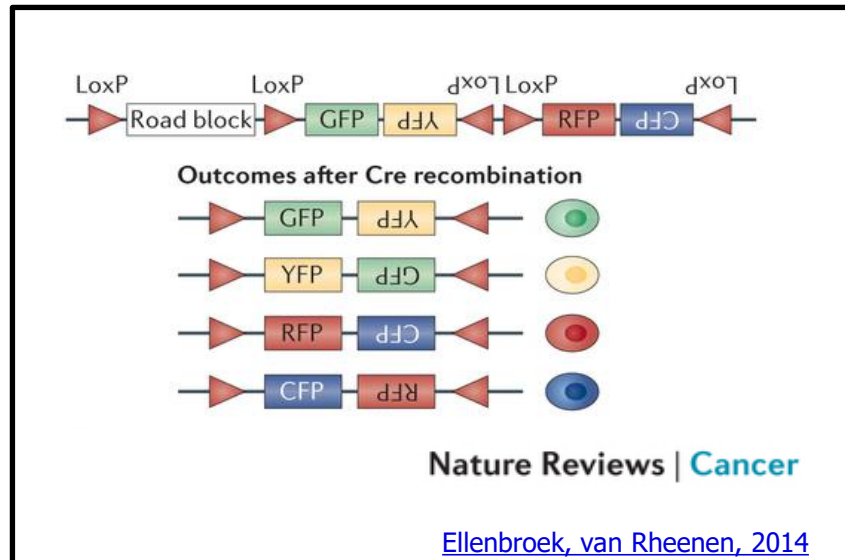 LoxP LoxP LoxP LoxP LoxP
Road block GFP YFP RFP CFP
Outcomes after Cre recombination
GFP YFP
YFP GFP
RFP CFP
CFP RFP
Nature Reviews | Cancer
Ellenbroek, van Rheenen, 2014